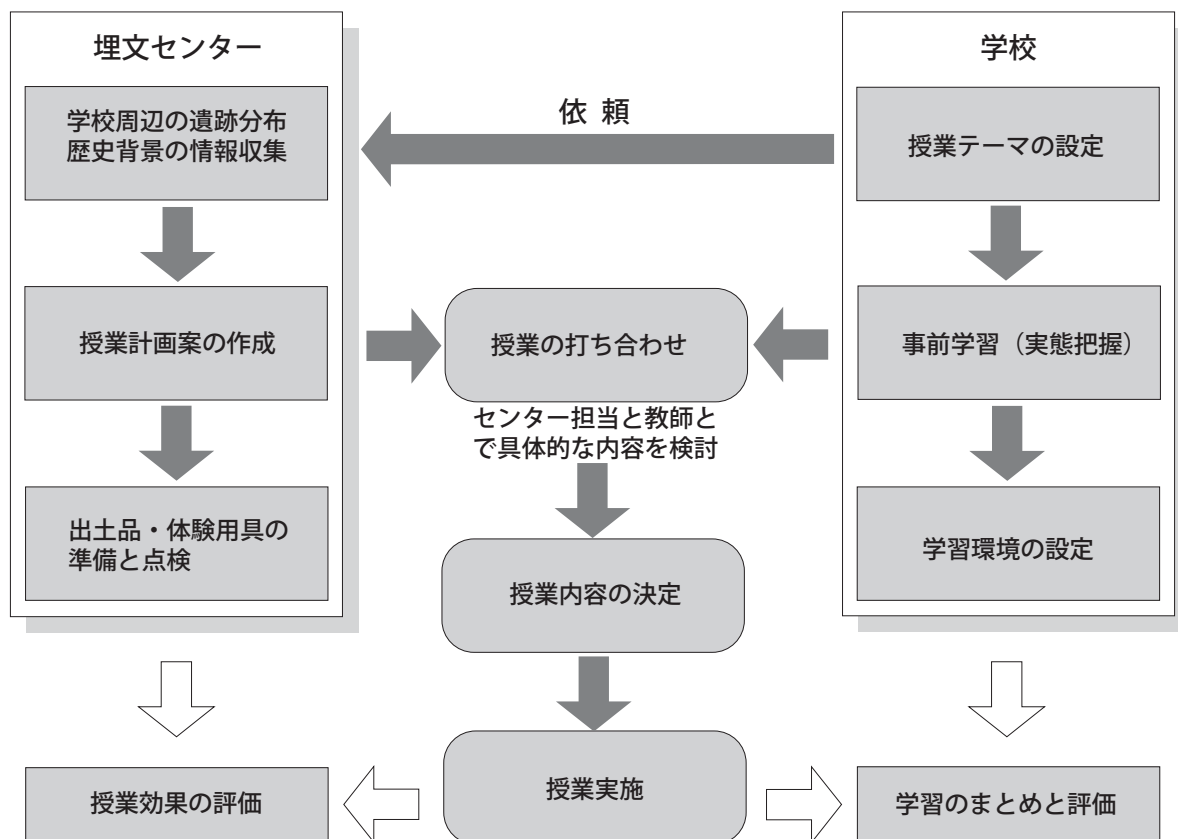 埋文センター
学校周辺の遺跡分布
歴史背景の情報収集
授業計画案の作成
出土品・体験用具の
準備と点検
授業効果の評価
依 頼
授業の打ち合わせ
センター担当と教師と
で具体的な内容を検討
授業内容の決定
授業実施
学校
授業テーマの設定
事前学習（実態把握）
学習環境の設定
学習のまとめと評価